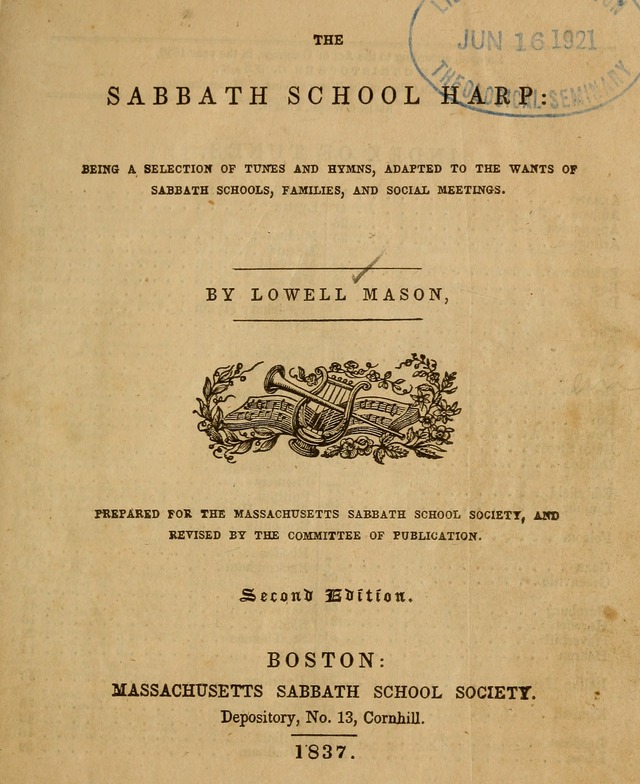 THE
JUN 16 1921
THEOLOGICAL SEMINARY
SABBATH SCHOOL HARP:
BEING A SELECTION OF TUNES AND HYMNS, ADAPTED TO THE WANTS OF
SABBATH SCHOOLS, FAMILIES, AND SOCIAL MEETINGS.
BY LOWELL MASON,
PREPARED FOR THE MASSACHUSETTS SABBATH SCHOOL SOCIETY, AND
REVISED BY THE COMMITTEE OF PUBLICATION.
Second Edition.
BOSTON:
MASSACHUSETTS SABBATH SCHOOL SOCIETY.
Depository, No. 13, Cornhill.
1837.